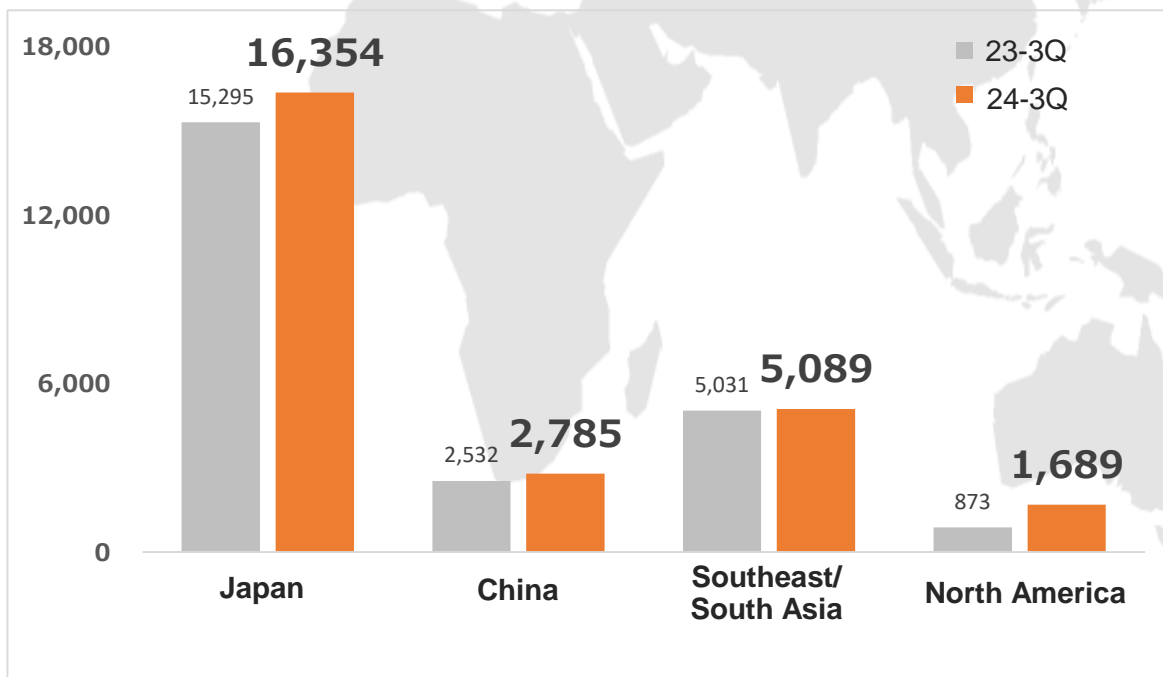 18,000
12,000
6,000
0
23-3Q
24-3Q
15,295
16,354
2,532
2,785
5,031
5,089
873
1,689
Japan
China
Southeast/
South Asia
North America